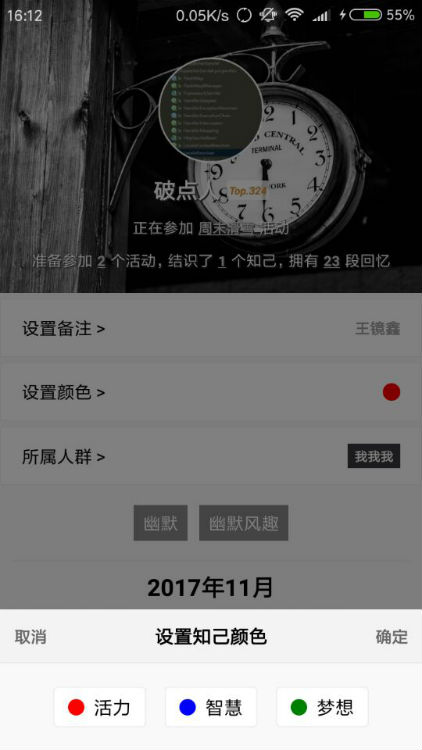 16:12
0.05K/s
55%
CENTRAL
TERMINAL
破点人 Top.324
正在参加 周末滑雪 活动
准备参加 2 个活动，结识了 1 个知己，拥有 23 段回忆
设置备注 >
王镜鑫
设置颜色 >
所属人群 >
我我我
幽默
幽默风趣
2017年11月
取消
设置知己颜色
确定
活力
智慧
梦想